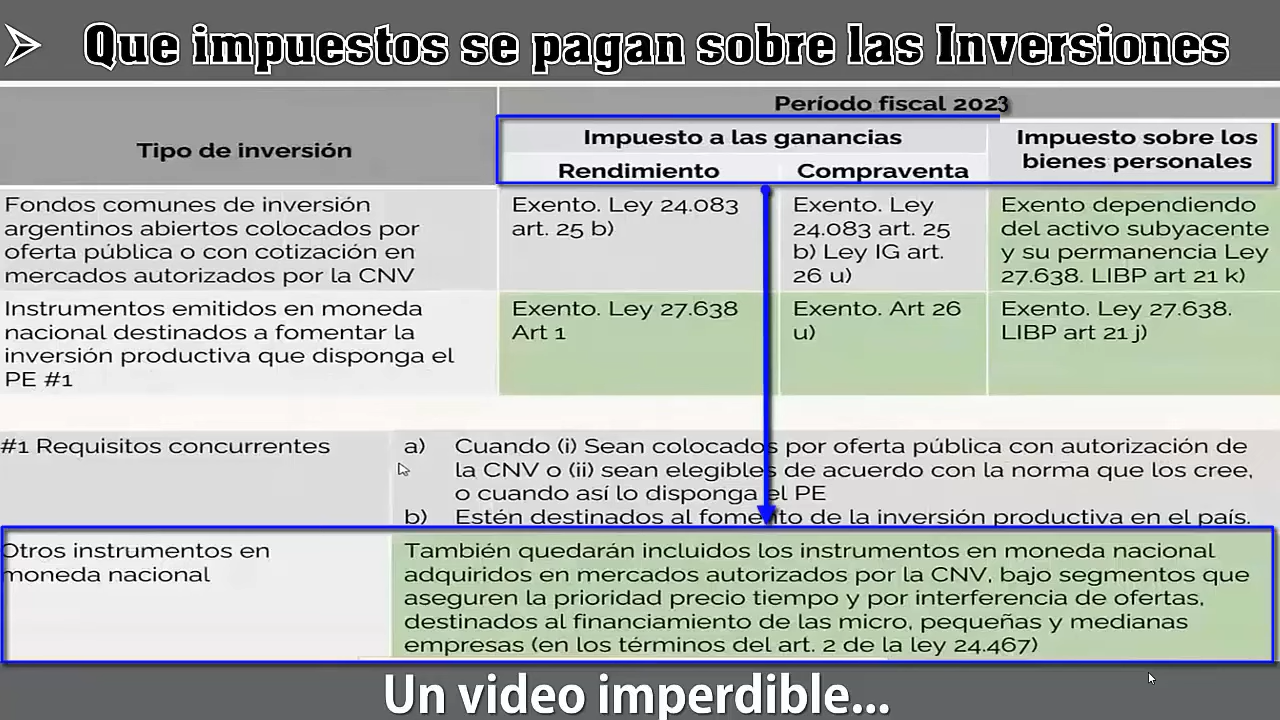 Que impuestos se pagan sobre las Inversiones
Período fiscal 2023
Tipo de inversión
Impuesto a las ganancias
Impuesto sobre los
bienes personales
Rendimiento
Compraventa
Fondos comunes de inversión
argentinos abiertos colocados por
oferta pública o con cotización en
mercados autorizados por la CNV
Exento. Ley 24.083
art. 25 b)
Exento. Ley
24.083 art. 25
b) Ley IG art.
26 u)
Exento dependiendo
del activo subyacente
y su permanencia Ley
27.638. LIBP art 21 k)
Instrumentos emitidos en moneda
nacional destinados a fomentar la
inversión productiva que disponga el
PE #1
Exento. Ley 27.638
Art 1
Exento. Art 26
u)
Exento. Ley 27.638.
LIBP art 21 j)
#1 Requisitos concurrentes
a) Cuando (i) Sean colocados por oferta pública con autorización de
la CNV o (ii) sean elegibles de acuerdo con la norma que los cree,
o cuando así lo disponga el PE
b) Estén destinados al fomento de la inversión productiva en el país.
Otros instrumentos en
moneda nacional
También quedarán incluidos los instrumentos en moneda nacional
adquiridos en mercados autorizados por la CNV, bajo segmentos que
aseguren la prioridad precio tiempo y por interferencia de ofertas,
destinados al financiamiento de las micro, pequeñas y medianas
empresas (en los términos del art. 2 de la ley 24.467)
Un video imperdible...